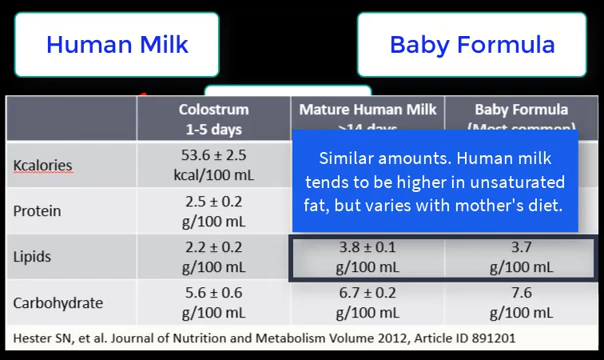 Human Milk
Baby Formula
Colostrum
1-5 days
Mature Human Milk
>14 days
Baby Formula
(Most common)
Kcalories
53.6 ± 2.5
kcal/100 mL
Similar amounts. Human milk
tends to be higher in unsaturated
fat, but varies with mother's diet.
Protein
2.5 ± 0.2
g/100 mL
Lipids
2.2 ± 0.2
g/100 mL
3.8 ± 0.1
g/100 mL
3.7
g/100 mL
Carbohydrate
5.6 ± 0.6
g/100 mL
6.7 ± 0.2
g/100 mL
7.6
g/100 mL
Hester SN, et al. Journal of Nutrition and Metabolism Volume 2012, Article ID 891201